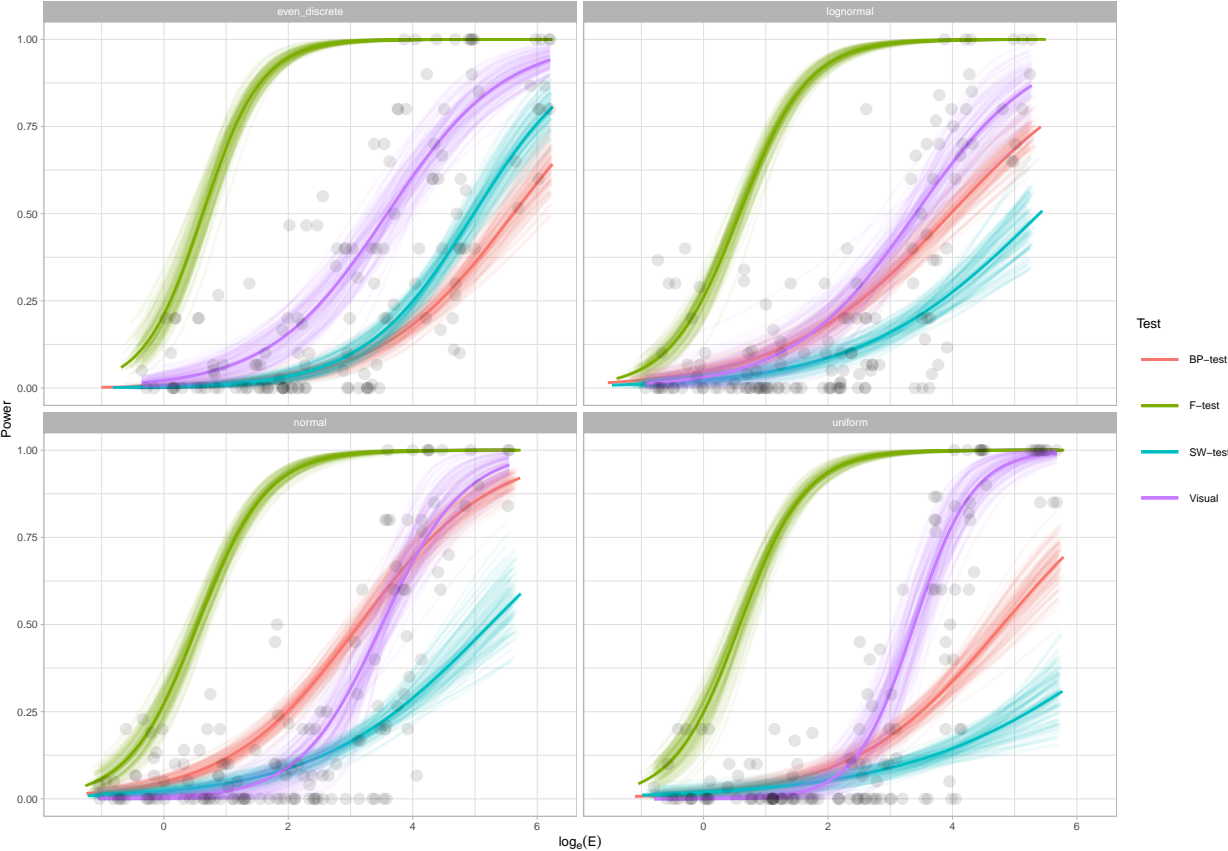 even_discrete
lognormal
1.00
0.75
0.50
0.25
0.00
normal
uniform
1.00
0.75
0.50
0.25
0.00
0
2
4
6
0
2
4
6
Power
logₑ(E)
Test
BP−test
F−test
SW−test
Visual